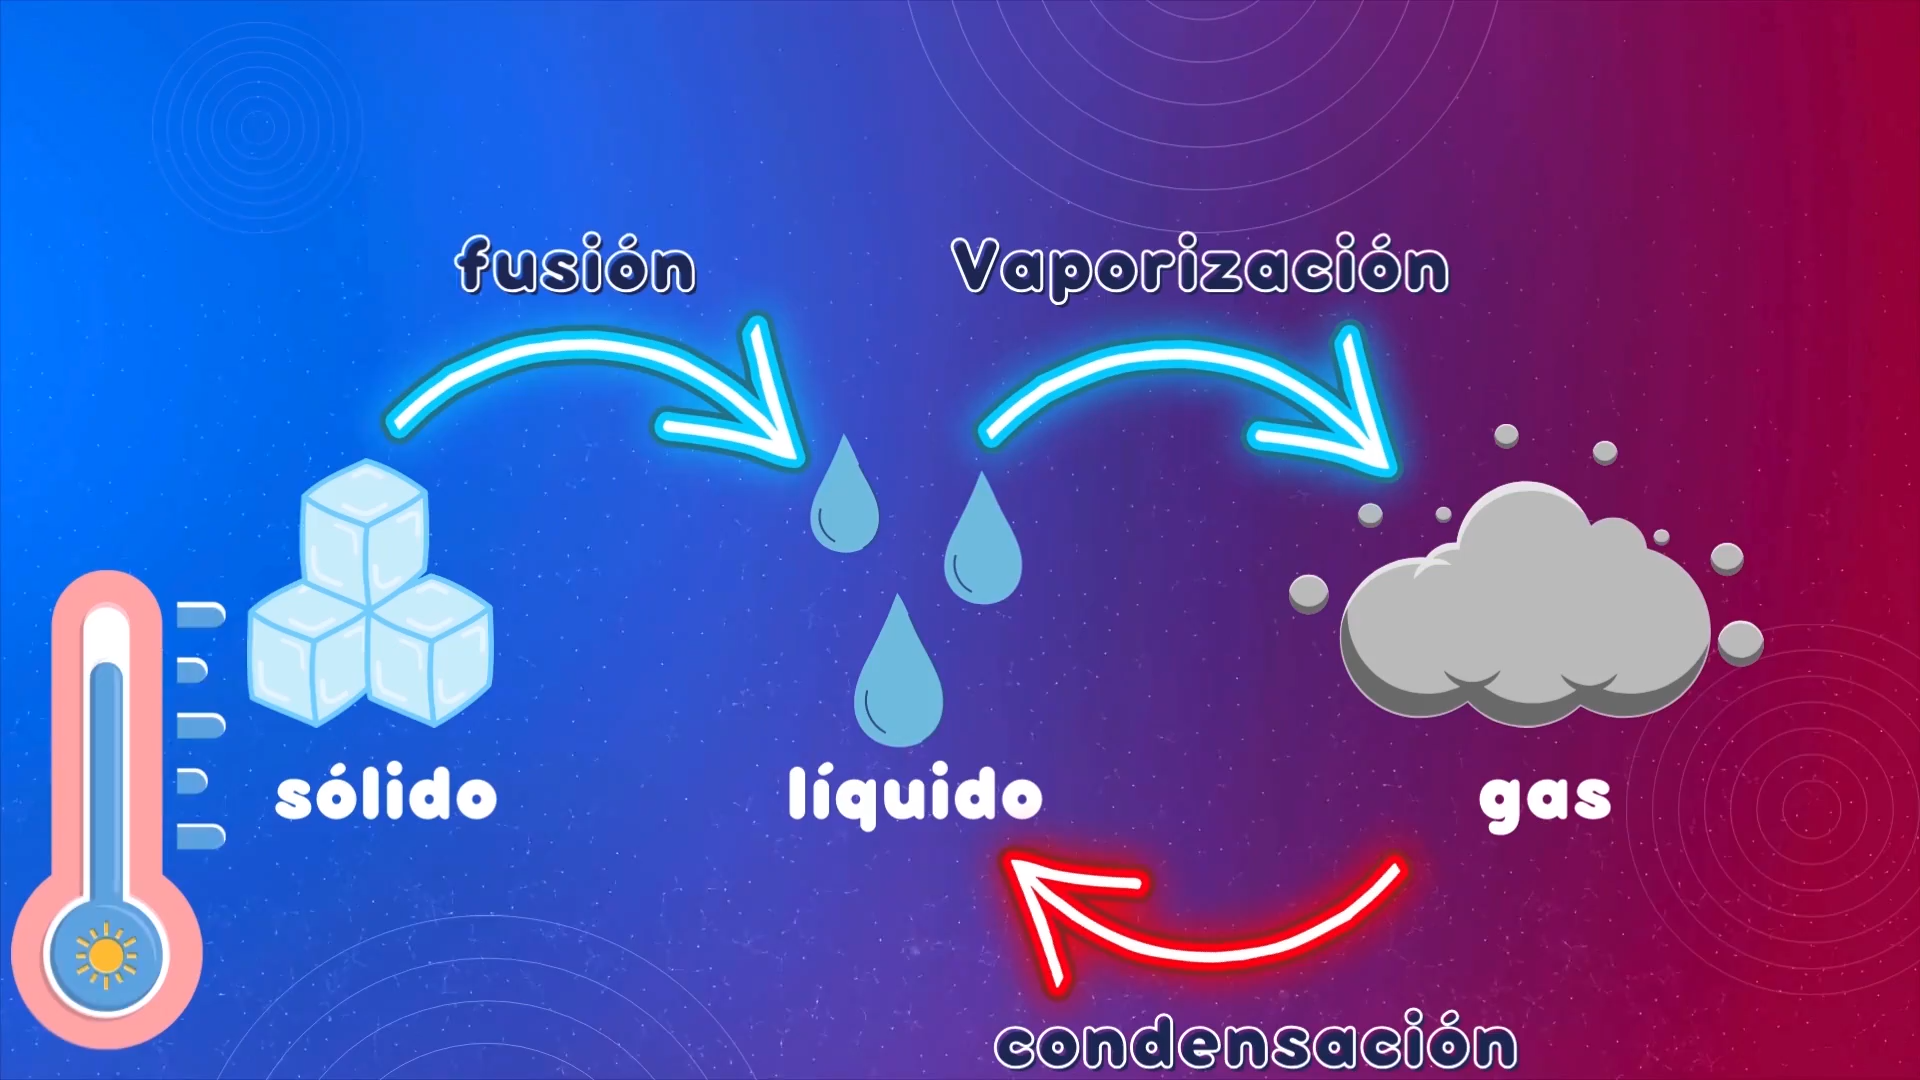 fusión
Vaporización
sólido
líquido
gas
condensación